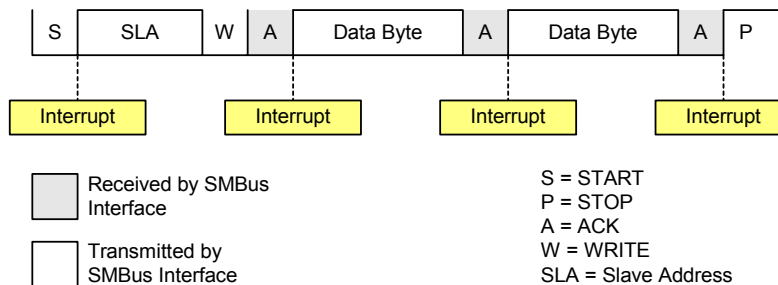 S SLA W A Data Byte A Data Byte A P
Interrupt Interrupt Interrupt Interrupt
Received by SMBus
Interface
Transmitted by
SMBus Interface
S = START
P = STOP
A = ACK
W = WRITE
SLA = Slave Address